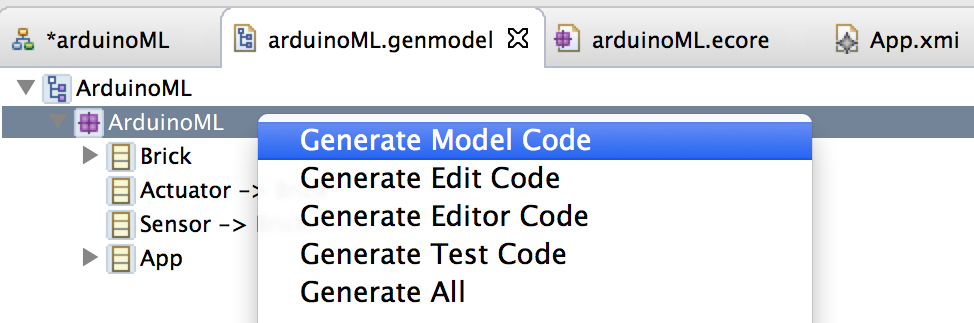 *arduinoML arduinoML.genmodel arduinoML.ecore App.xmi
ArduinoML
ArduinoML
Generate Model Code
Brick
Generate Edit Code
Actuator ->
Generate Editor Code
Sensor ->
Generate Test Code
App
Generate All